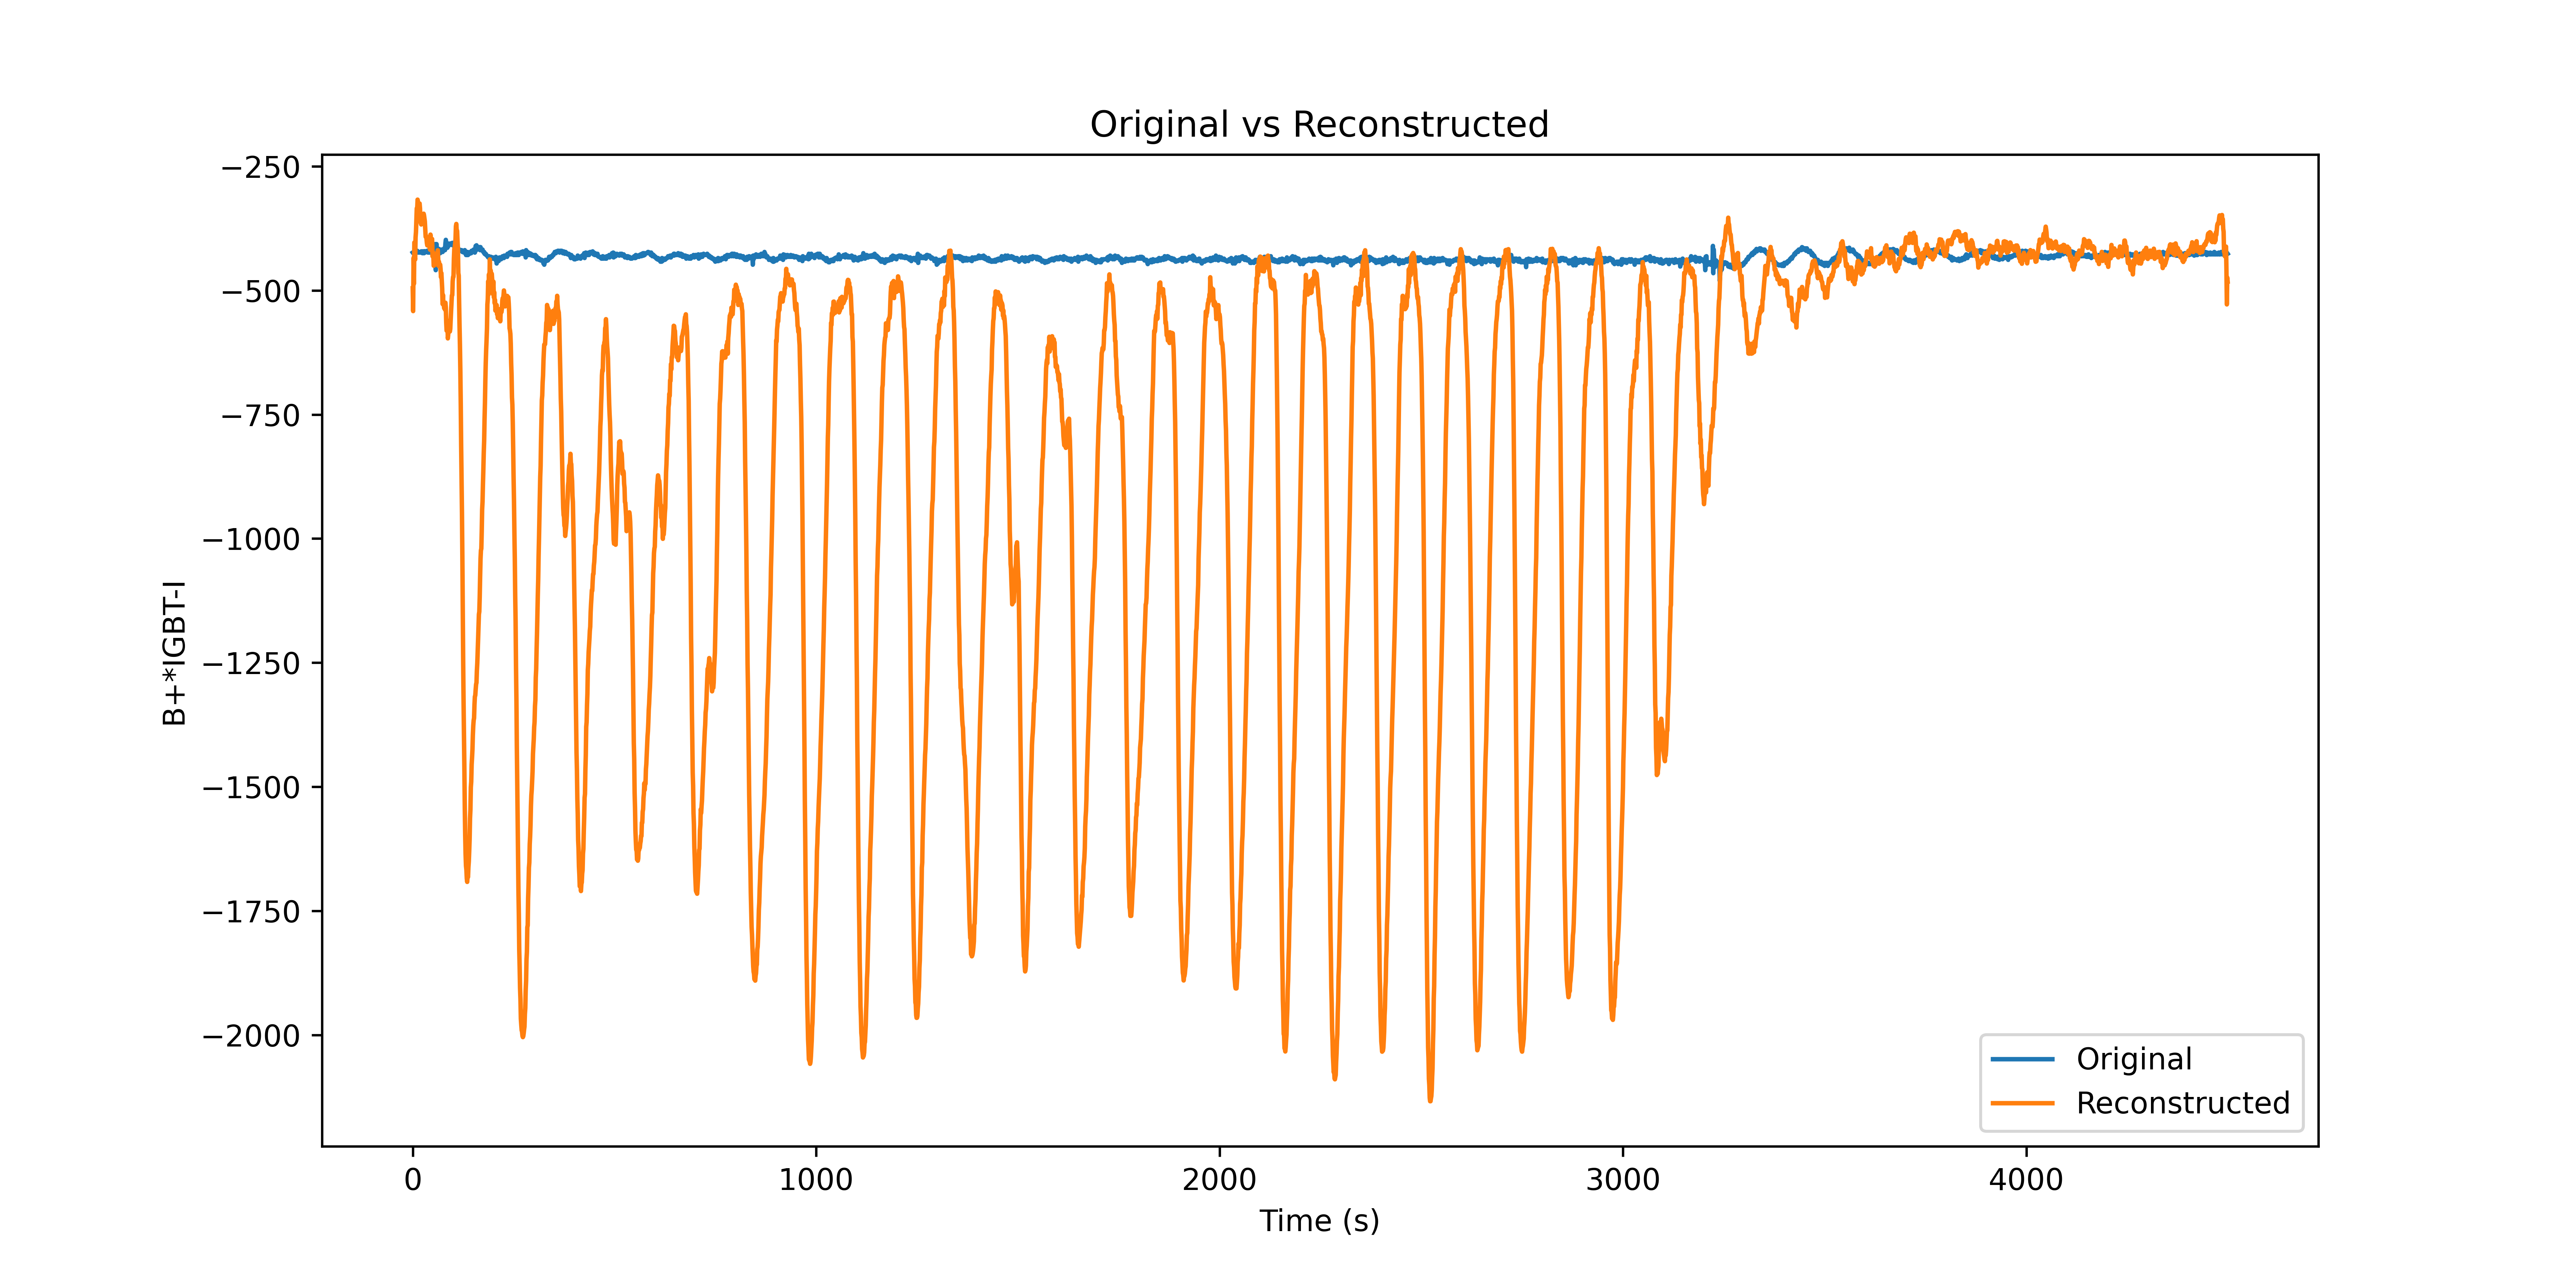 Original vs Reconstructed
−250
−500
−750
−1000
−1250
−1500
−1750
−2000
B+*IGBT-I
0 1000 2000 3000 4000
Time (s)
Original
Reconstructed